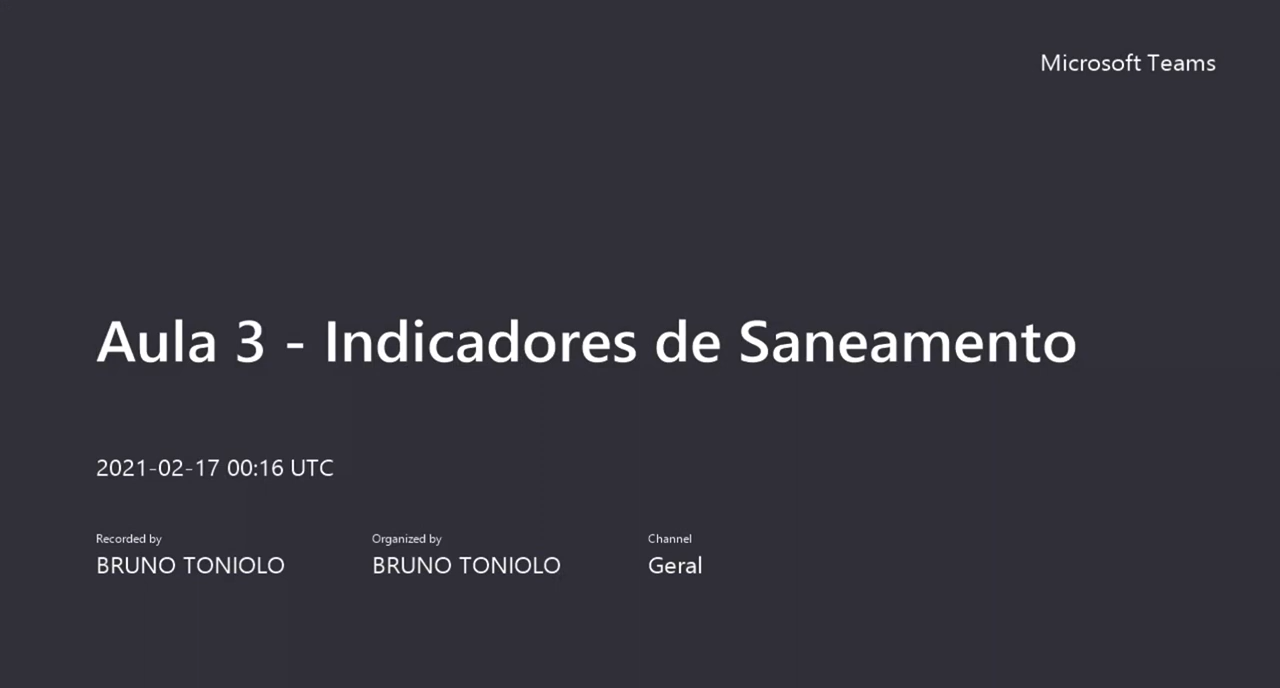 Microsoft Teams
Aula 3 - Indicadores de Saneamento
2021-02-17 00:16 UTC
Recorded by
BRUNO TONIOLO
Organized by
BRUNO TONIOLO
Channel
Geral